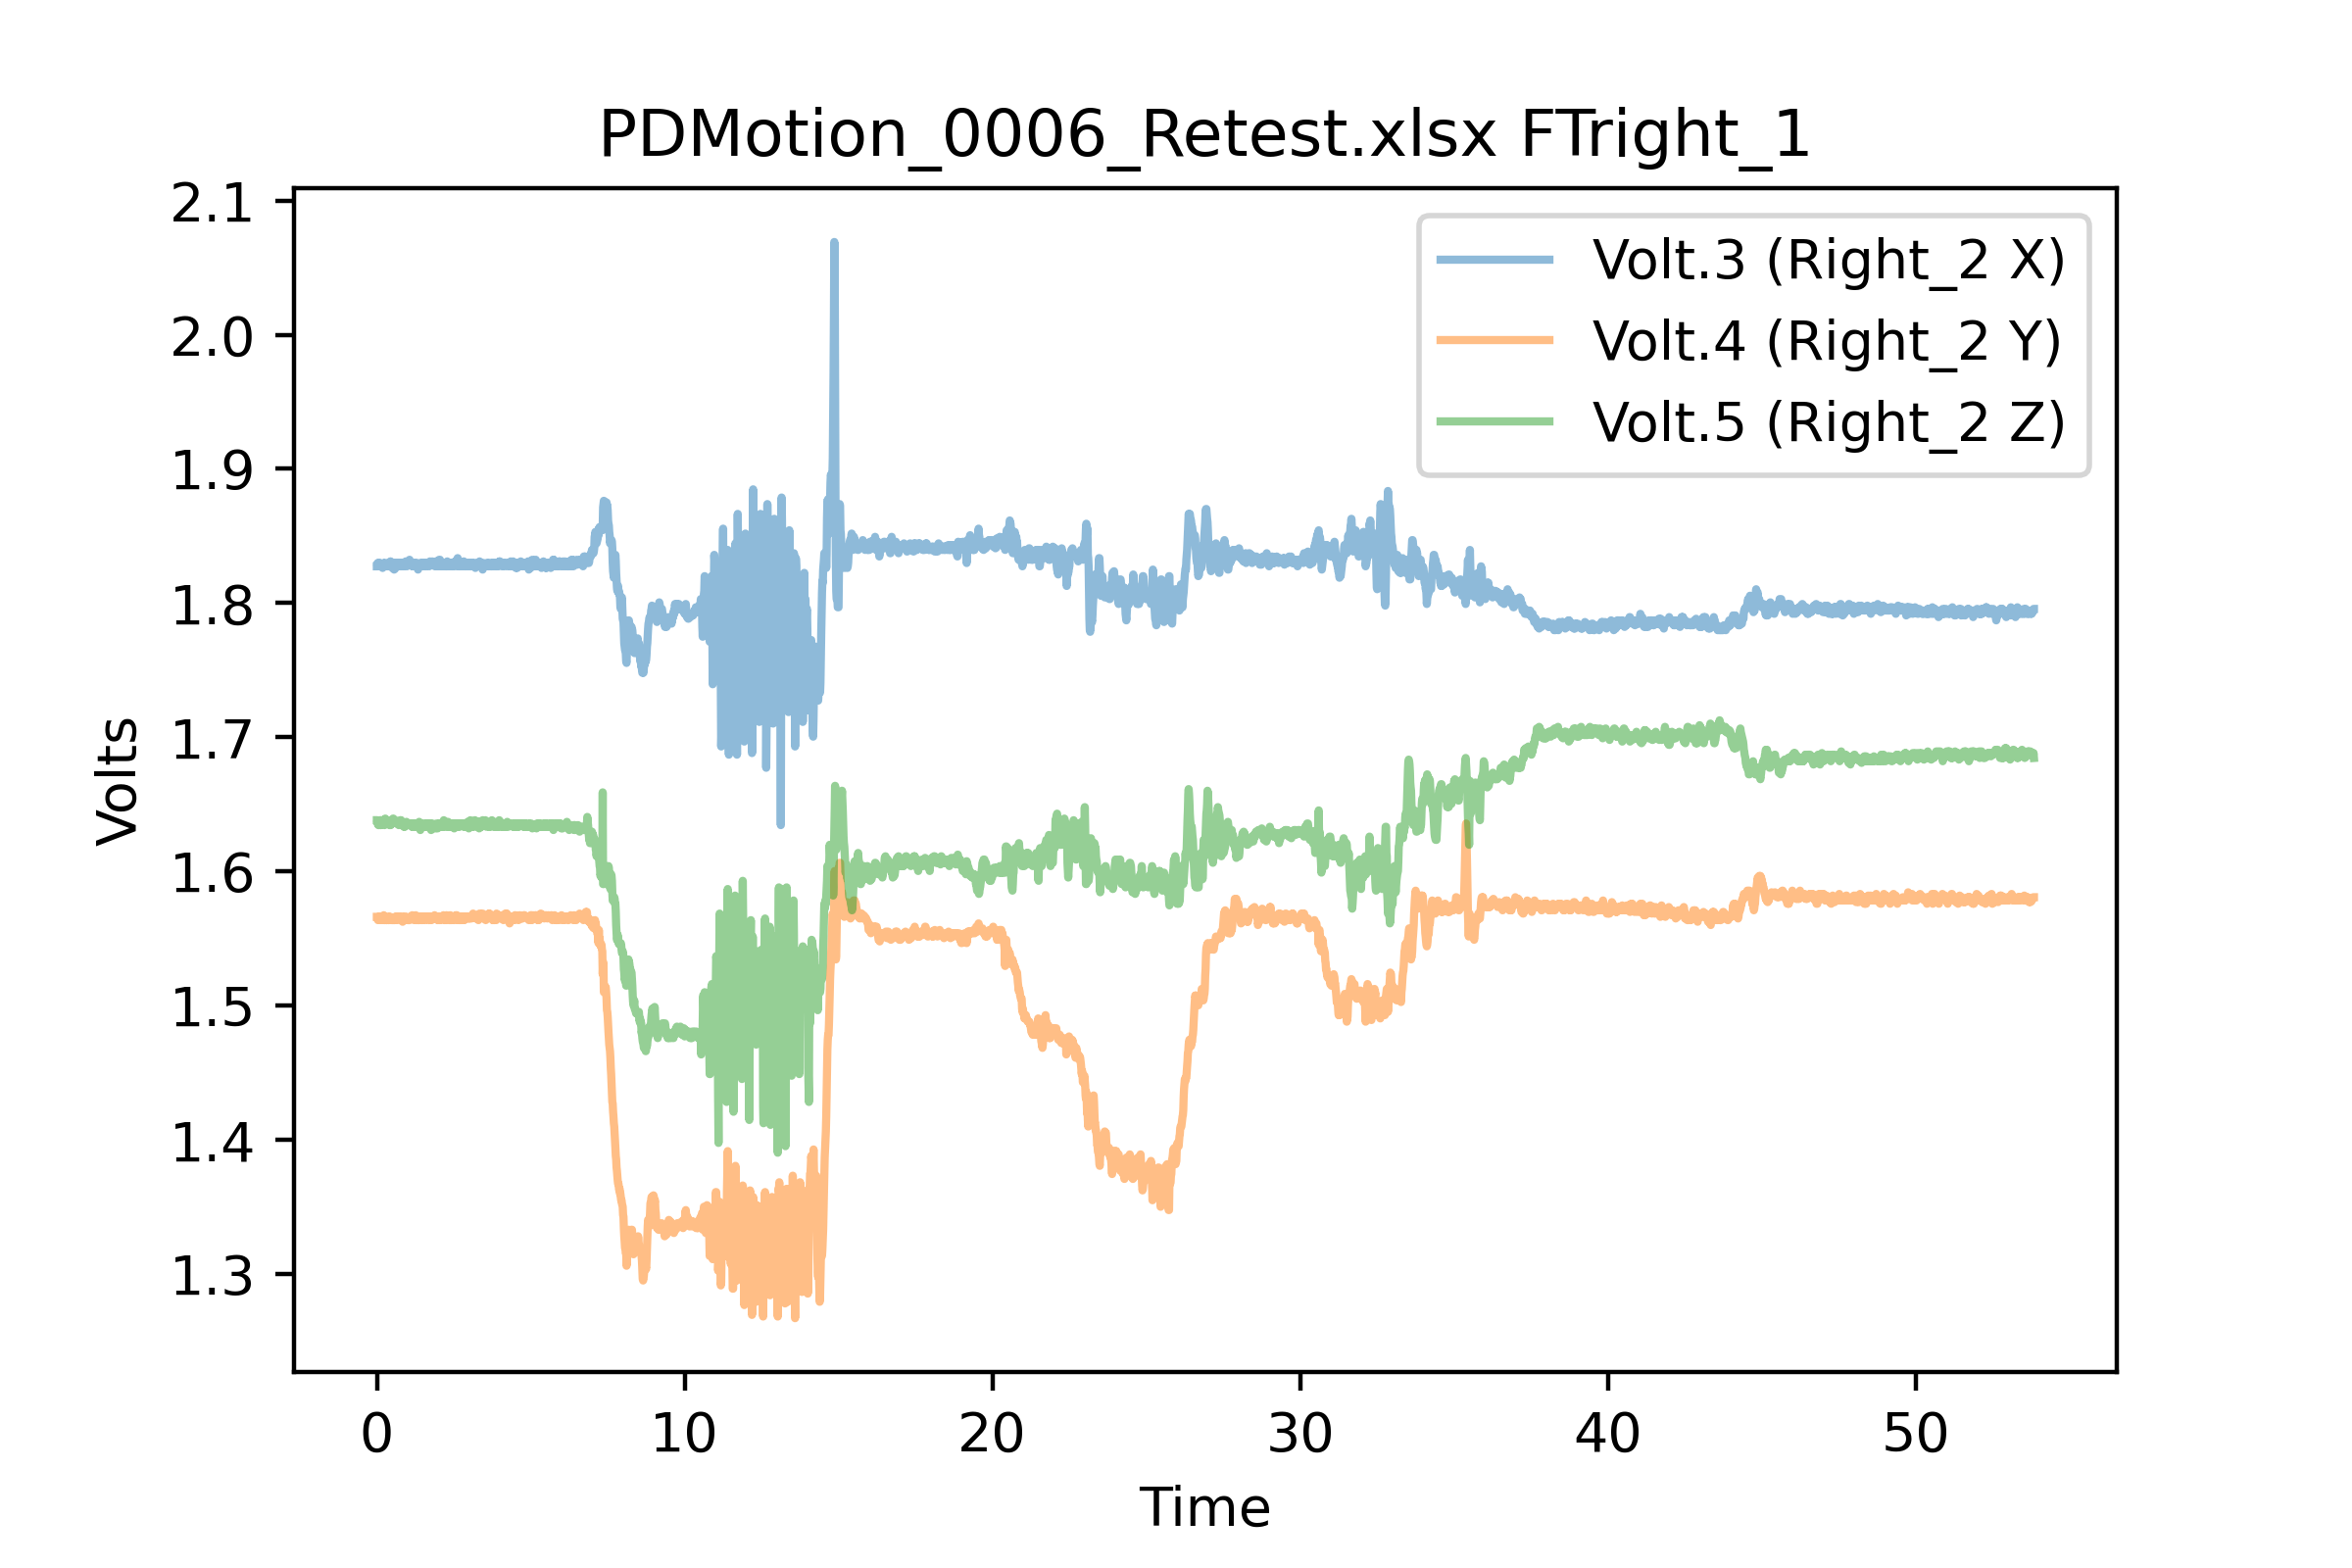 PDMotion_0006_Retest.xlsx FTright_1
2.1
2.0
1.9
1.8
1.7
1.6
1.5
1.4
1.3
Volts
Volt.3 (Right_2 X)
Volt.4 (Right_2 Y)
Volt.5 (Right_2 Z)
0 10 20 30 40 50
Time